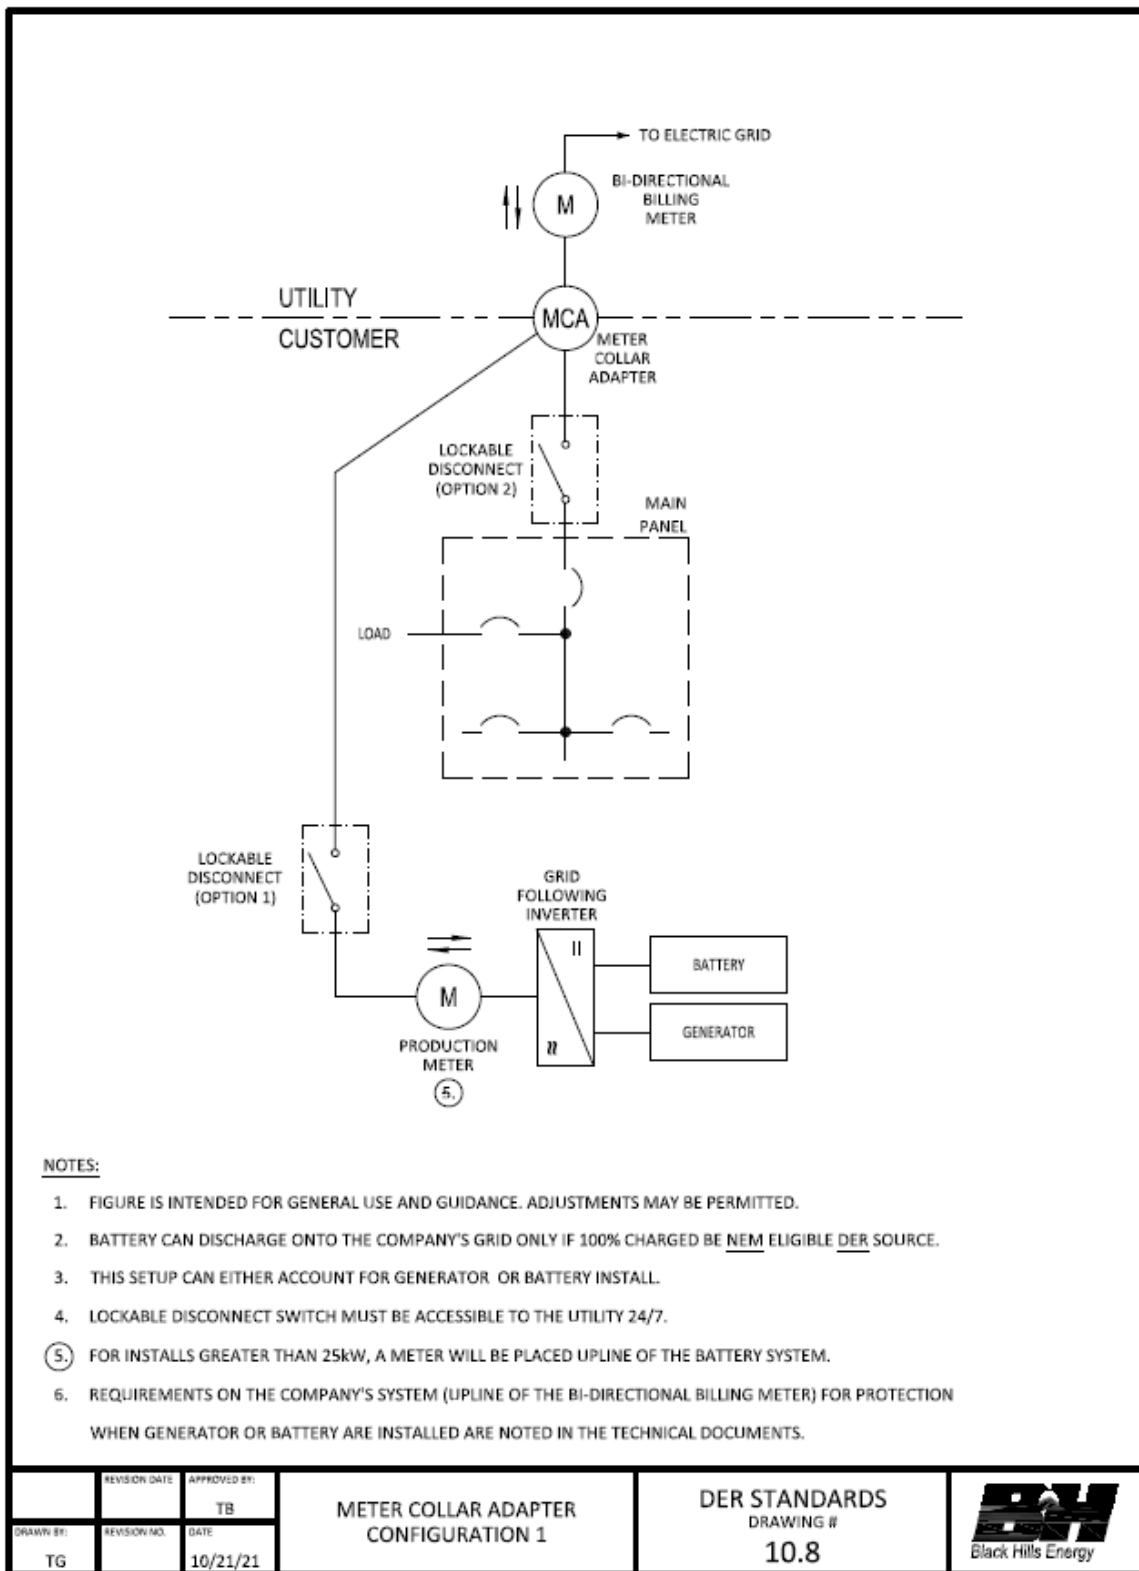 TO ELECTRIC GRID
BI-DIRECTIONAL
BILLING
METER
M
UTILITY
CUSTOMER
MCA
METER
COLLAR
ADAPTER
LOCKABLE
DISCONNECT
(OPTION 2)
MAIN
PANEL
LOAD
LOCKABLE
DISCONNECT
(OPTION 1)
GRID
FOLLOWING
INVERTER
M
BATTERY
GENERATOR
PRODUCTION
METER
5.
NOTES:
1. FIGURE IS INTENDED FOR GENERAL USE AND GUIDANCE. ADJUSTMENTS MAY BE PERMITTED.
2. BATTERY CAN DISCHARGE ONTO THE COMPANY'S GRID ONLY IF 100% CHARGED BE NEM ELIGIBLE DER SOURCE.
3. THIS SETUP CAN EITHER ACCOUNT FOR GENERATOR OR BATTERY INSTALL.
4. LOCKABLE DISCONNECT SWITCH MUST BE ACCESSIBLE TO THE UTILITY 24/7.
5. FOR INSTALLS GREATER THAN 25kW, A METER WILL BE PLACED UPLINE OF THE BATTERY SYSTEM.
6. REQUIREMENTS ON THE COMPANY'S SYSTEM (UPLINE OF THE BI-DIRECTIONAL BILLING METER) FOR PROTECTION
WHEN GENERATOR OR BATTERY ARE INSTALLED ARE NOTED IN THE TECHNICAL DOCUMENTS.
REVISION DATE
APPROVED BY:
TB
DRAWN BY:
TG
REVISION NO.
DATE
10/21/21
METER COLLAR ADAPTER
CONFIGURATION 1
DER STANDARDS
DRAWING #
10.8
BH
Black Hills Energy